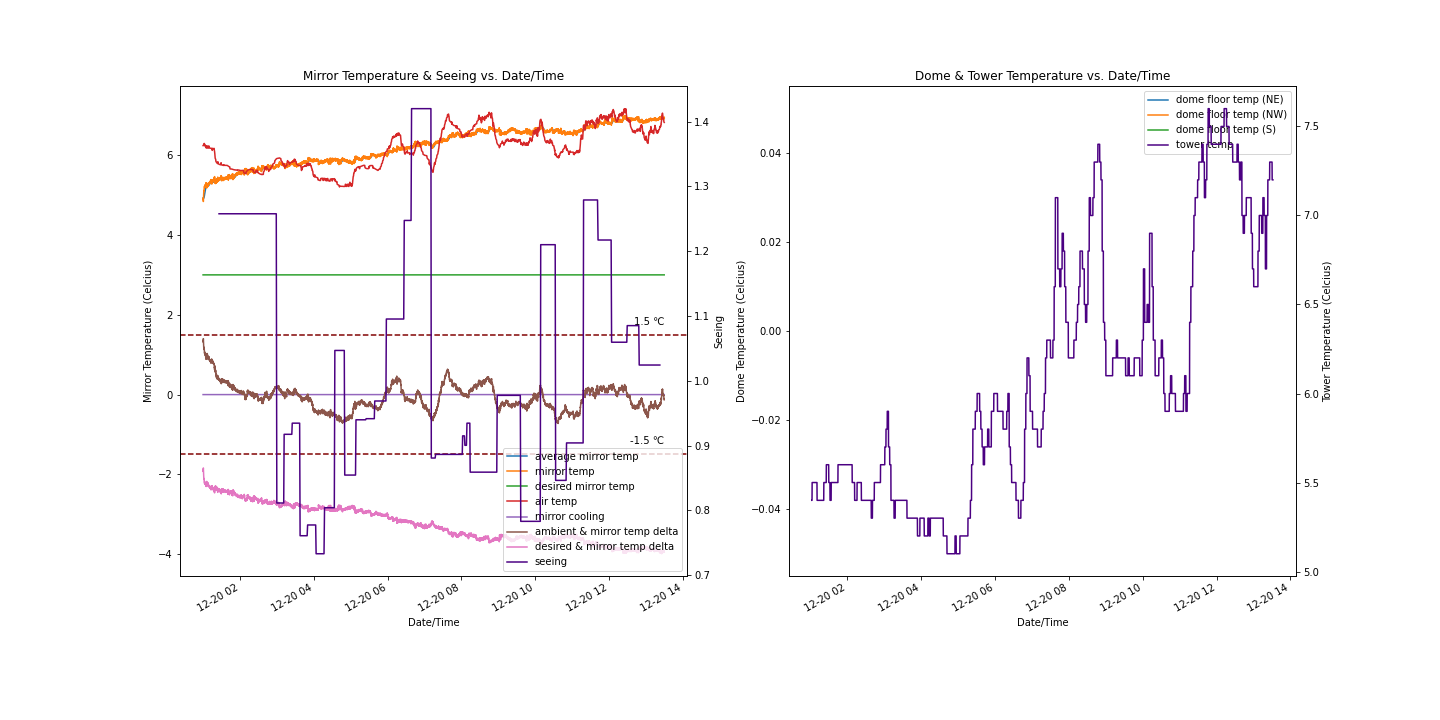 Mirror Temperature & Seeing vs. Date/Time
Mirror Temperature (Celcius)
6
4
2
0
−2
−4
1.5 °C
-1.5 °C
average mirror temp
mirror temp
desired mirror temp
air temp
mirror cooling
ambient & mirror temp delta
desired & mirror temp delta
seeing
1.4
1.3
1.2
1.1
1.0
0.9
0.8
0.7
Seeing
12-20 02
12-20 04
12-20 06
12-20 08
12-20 10
12-20 12
12-20 14
Date/Time
Dome & Tower Temperature vs. Date/Time
Dome Temperature (Celcius)
0.04
0.02
0.00
−0.02
−0.04
dome floor temp (NE)
dome floor temp (NW)
dome floor temp (S)
tower temp
7.5
7.0
6.5
6.0
5.5
5.0
Tower Temperature (Celcius)
12-20 02
12-20 04
12-20 06
12-20 08
12-20 10
12-20 12
12-20 14
Date/Time